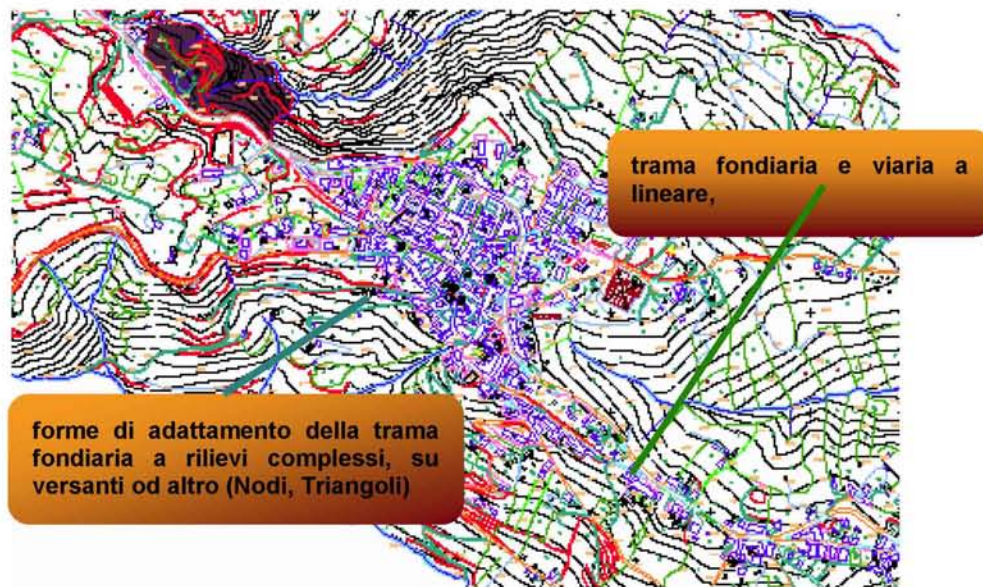 trama fondiaria e viaria a
lineare,
forme di adattamento della trama
fondiaria a rilievi complessi, su
versanti od altro (Nodi, Triangoli)